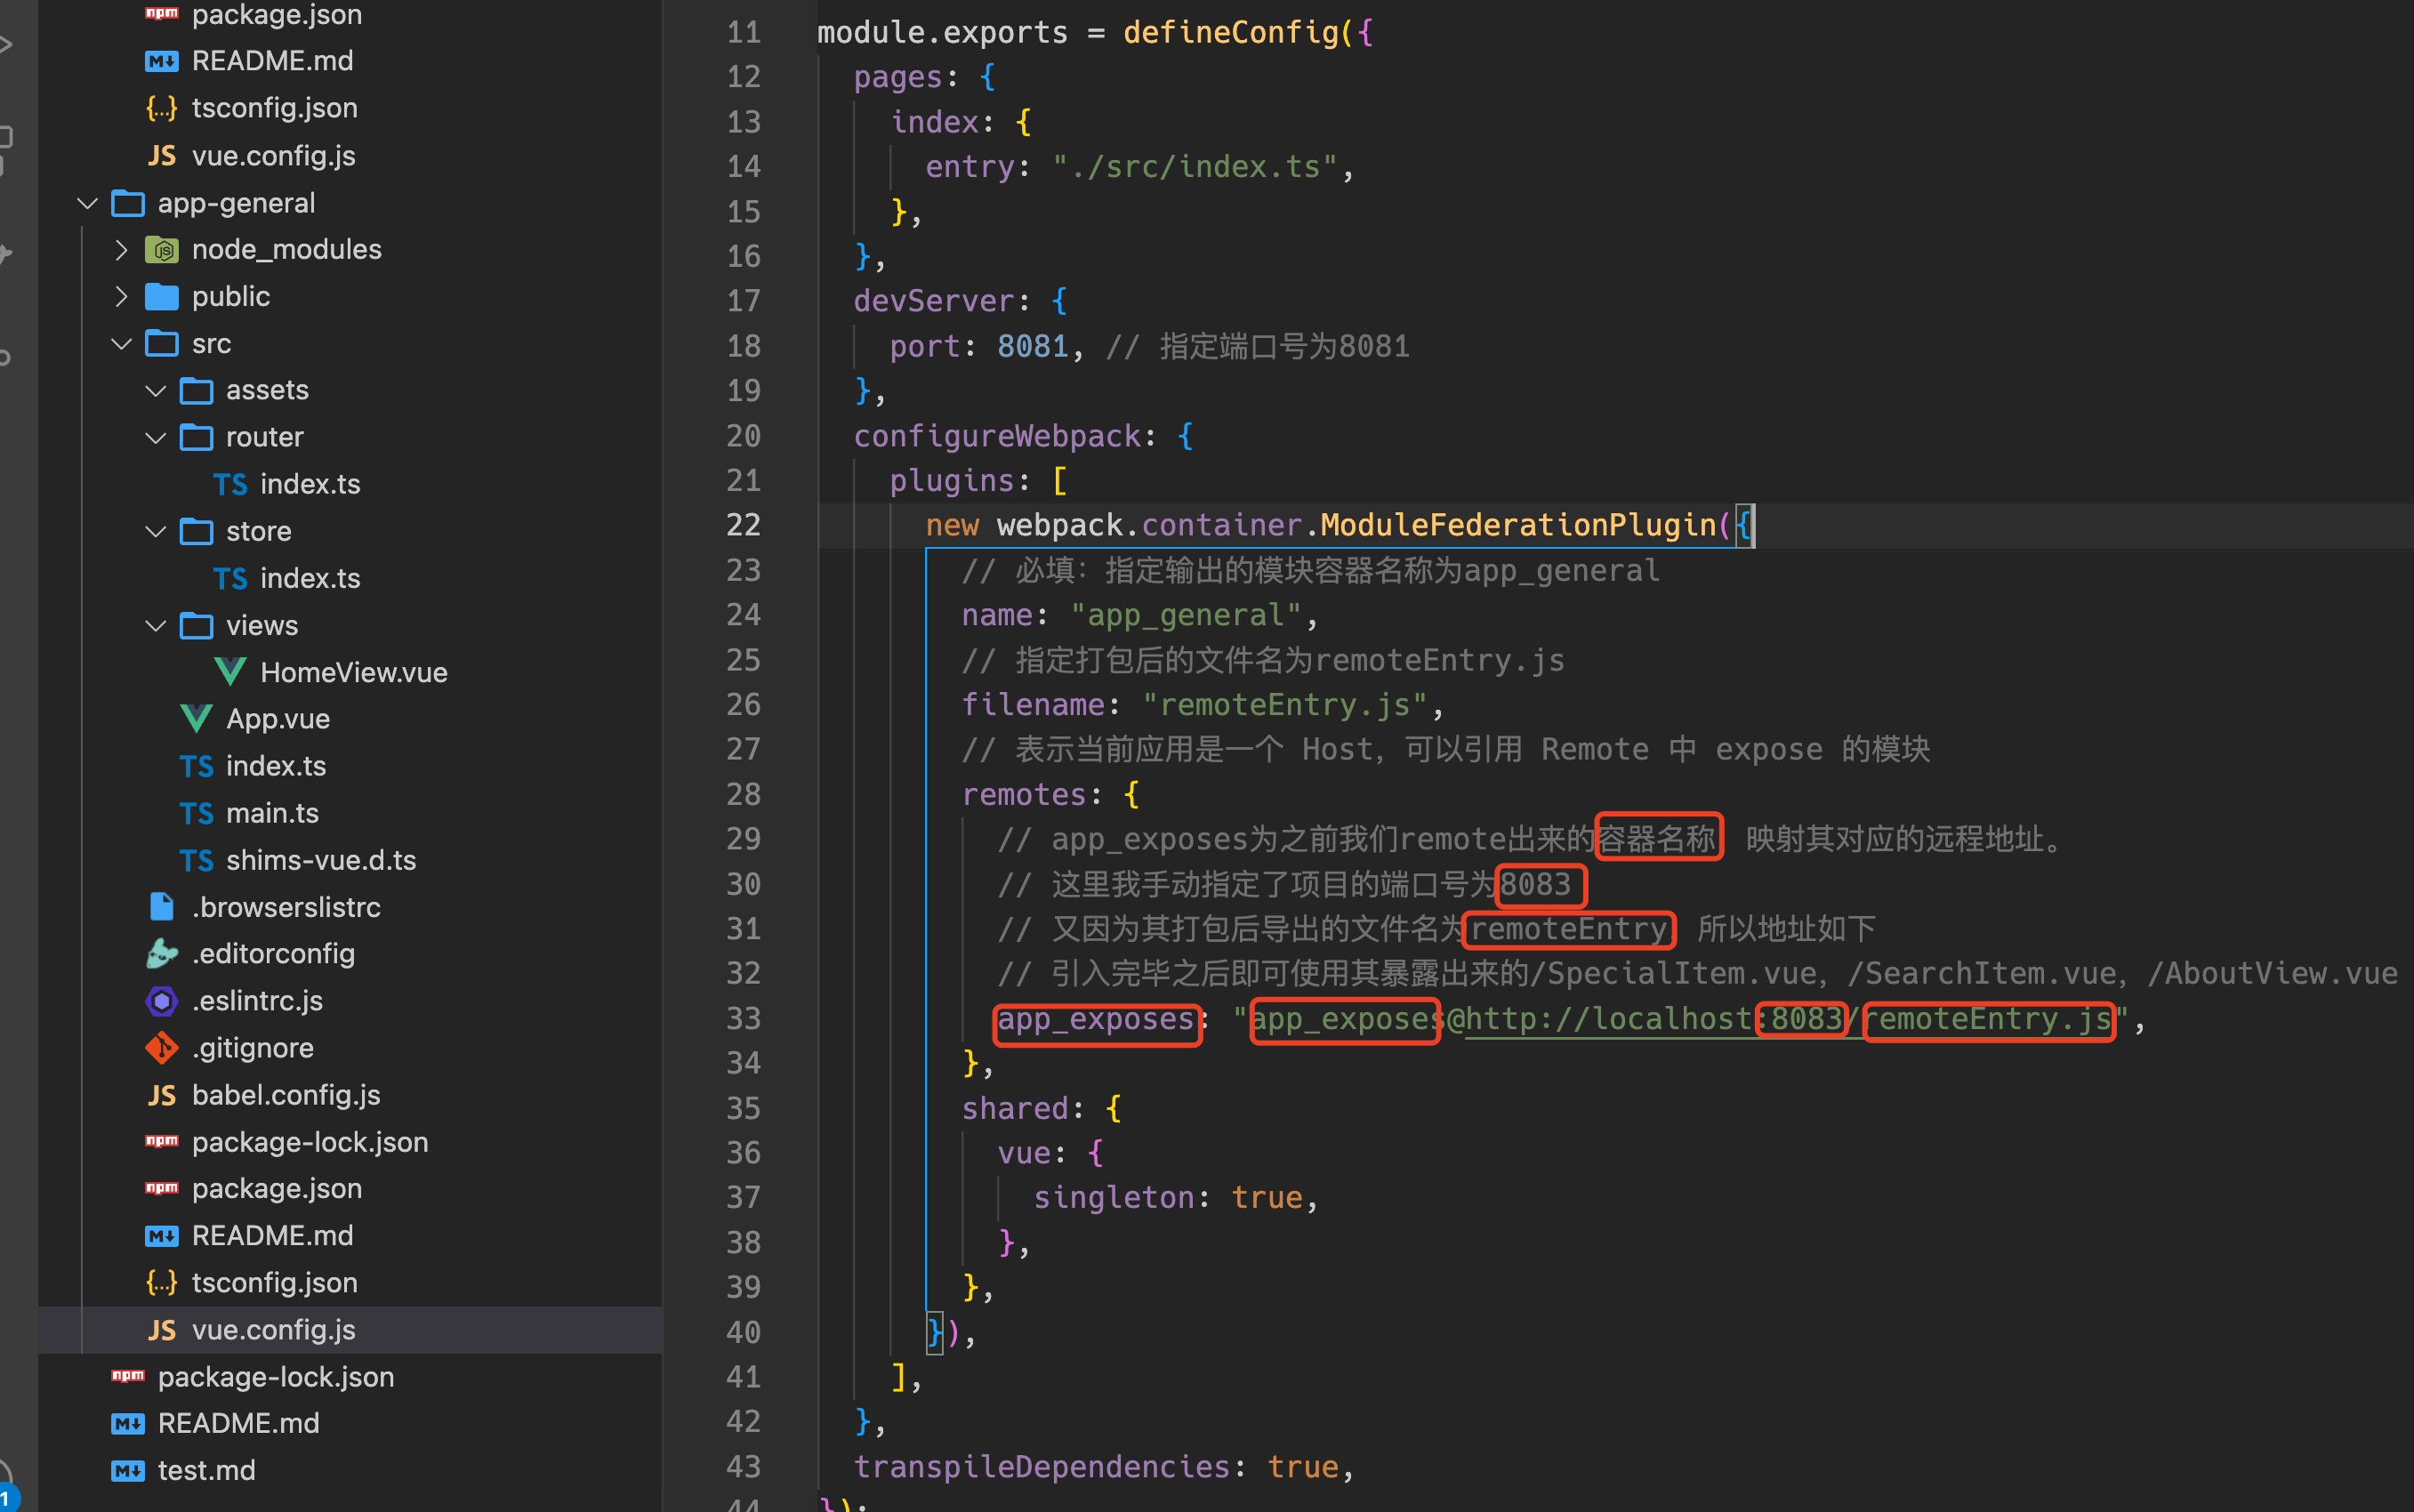 package.json
README.md
tsconfig.json
JS vue.config.js
app-general
node_modules
public
src
assets
router
TS index.ts
store
TS index.ts
views
HomeView.vue
App.vue
TS index.ts
TS main.ts
TS shims-vue.d.ts
.browserslistrc
.editorconfig
.eslintrc.js
.gitignore
JS babel.config.js
package-lock.json
package.json
README.md
tsconfig.json
JS vue.config.js
package-lock.json
README.md
test.md
1
11 module.exports = defineConfig({
12 pages: {
13 index: {
14 entry: "./src/index.ts",
15 },
16 },
17 devServer: {
18 port: 8081, // 指定端口号为8081
19 },
20 configureWebpack: {
21 plugins: [
22 new webpack.container.ModuleFederationPlugin({
23 // 必填：指定输出的模块容器名称为app_general
24 name: "app_general",
25 // 指定打包后的文件名为remoteEntry.js
26 filename: "remoteEntry.js",
27 // 表示当前应用是一个 Host，可以引用 Remote 中 expose 的模块
28 remotes: {
29 // app_exposes为之前我们remote出来的容器名称 映射其对应的远程地址。
30 // 这里我手动指定了项目的端口号为8083
31 // 又因为其打包后导出的文件名为remoteEntry 所以地址如下
32 // 引入完毕之后即可使用其暴露出来的/SpecialItem.vue，/SearchItem.vue，/AboutView.vue
33 app_exposes: "app_exposes@http://localhost:8083/remoteEntry.js",
34 },
35 shared: {
36 vue: {
37 singleton: true,
38 },
39 },
40 }),
41 ],
42 },
43 transpileDependencies: true,
44 });